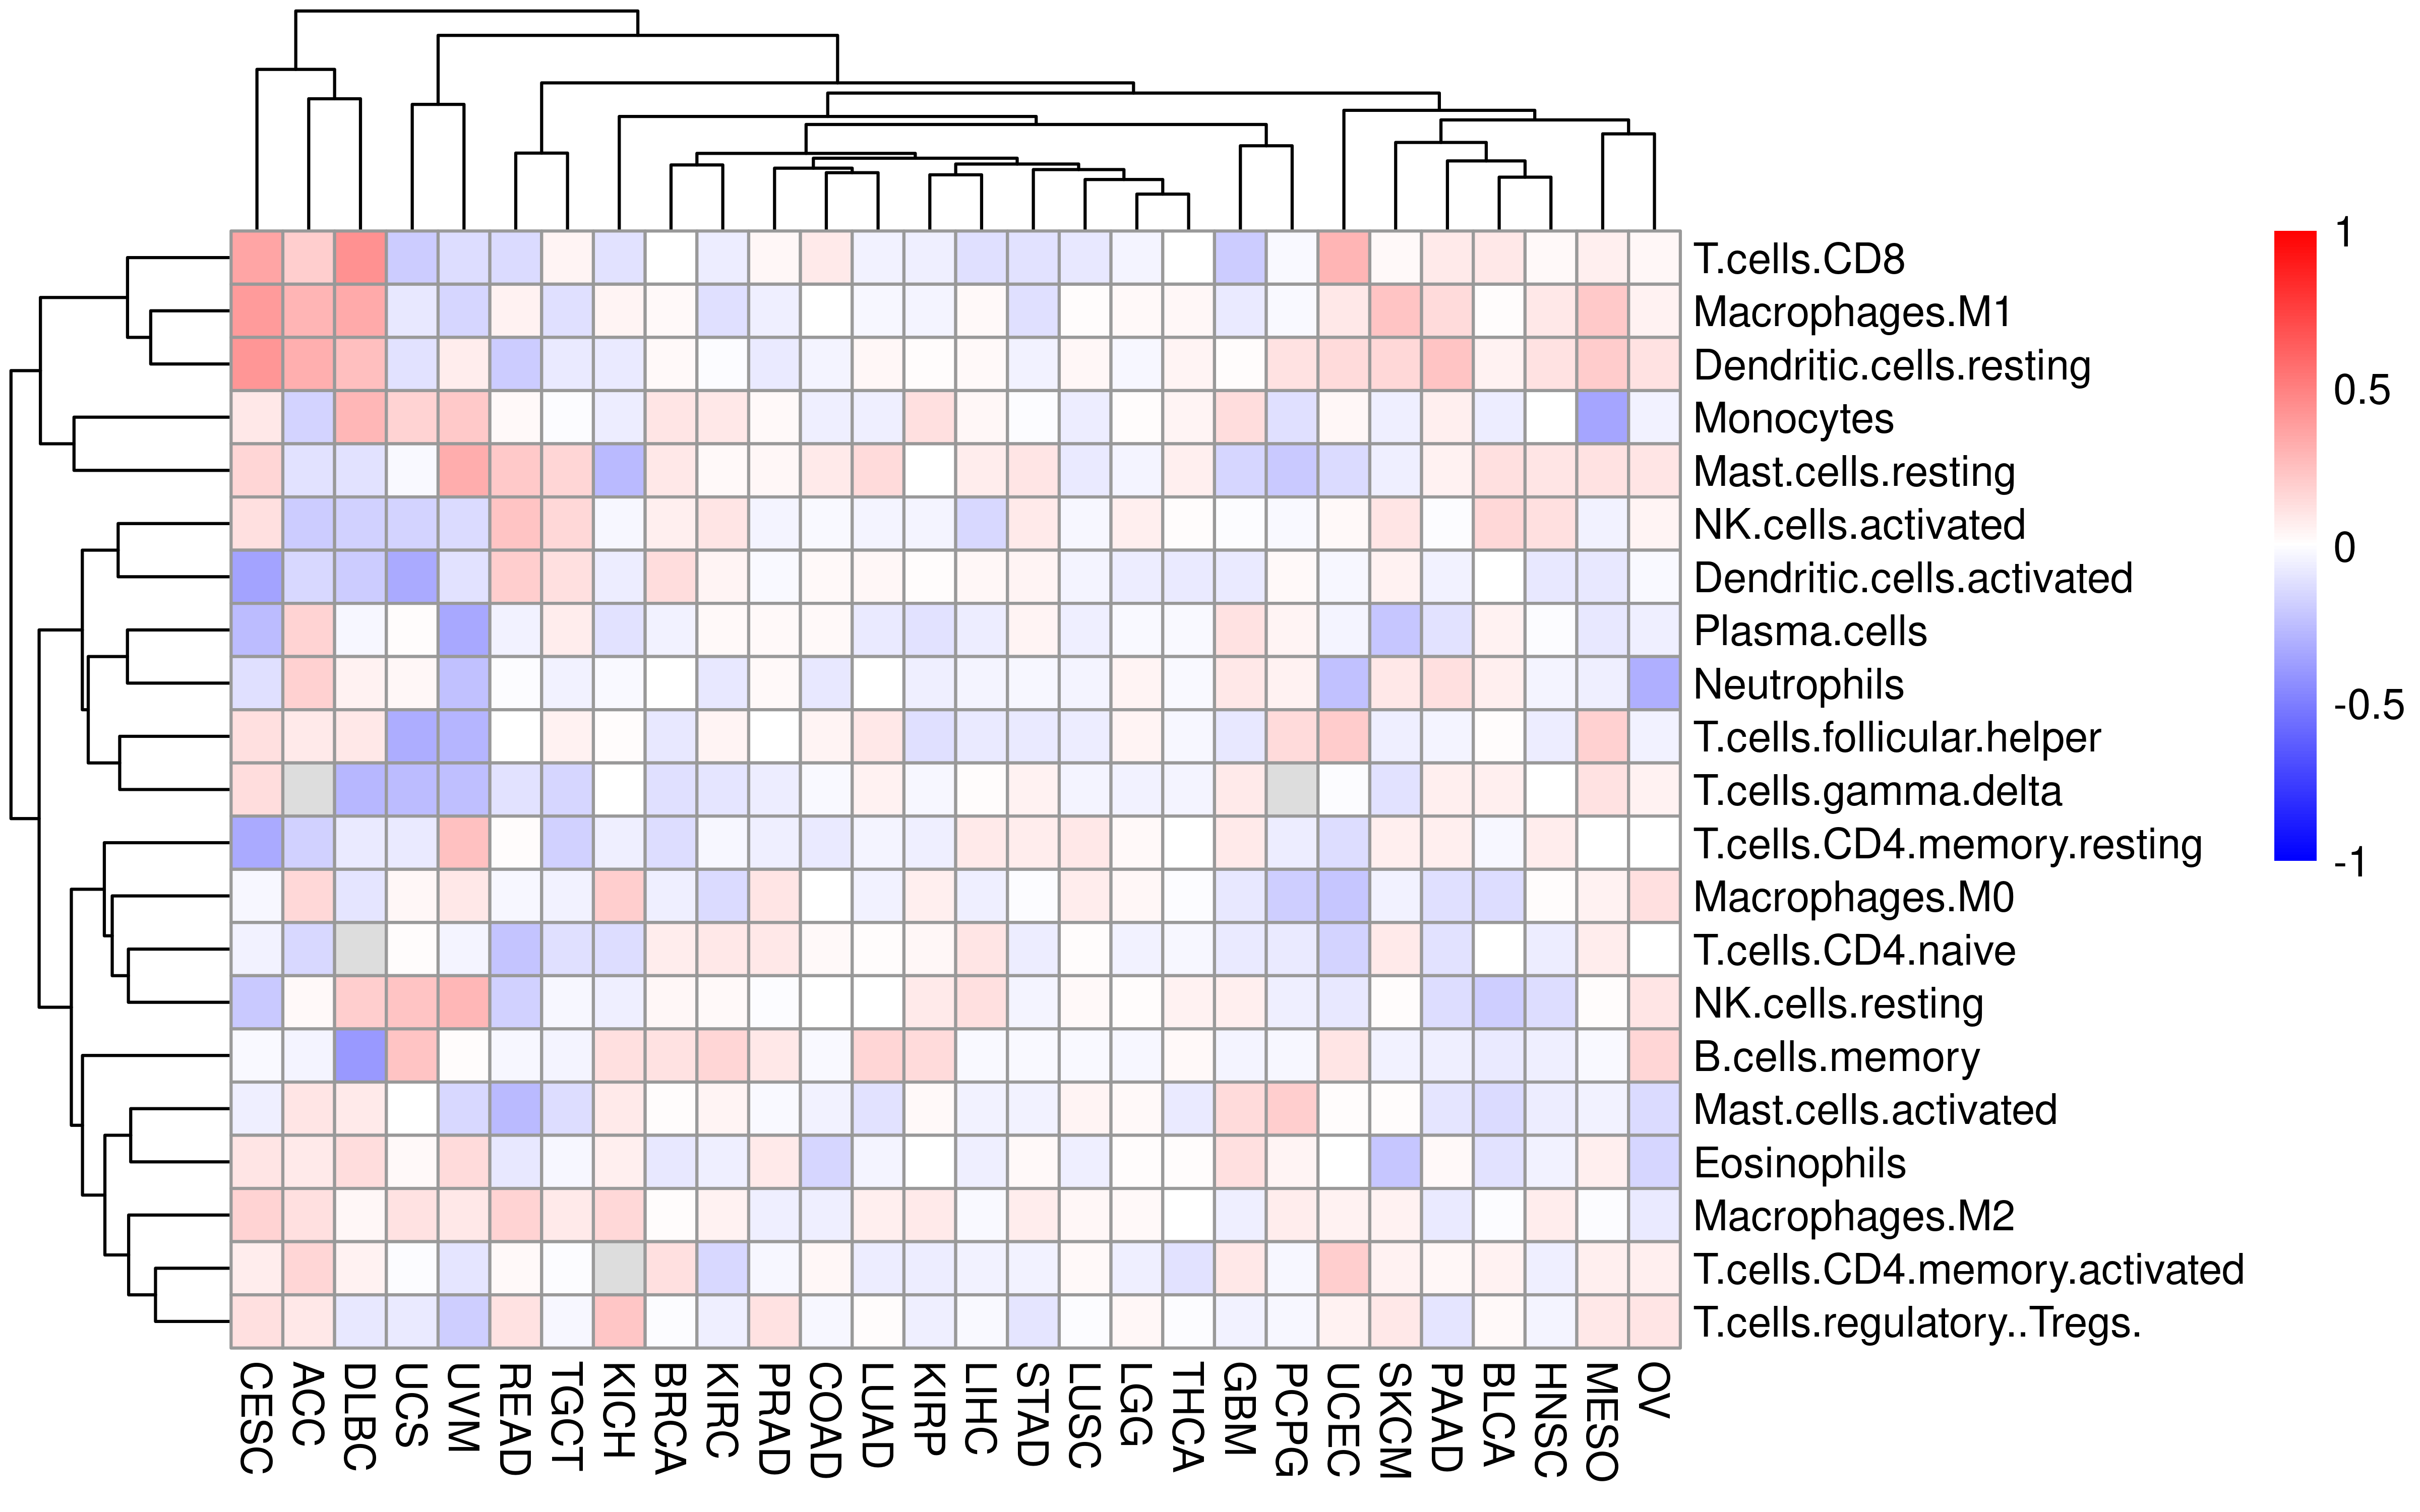 T.cells.CD8
Macrophages.M1
Dendritic.cells.resting
Monocytes
Mast.cells.resting
NK.cells.activated
Dendritic.cells.activated
Plasma.cells
Neutrophils
T.cells.follicular.helper
T.cells.gamma.delta
T.cells.CD4.memory.resting
Macrophages.M0
T.cells.CD4.naive
NK.cells.resting
B.cells.memory
Mast.cells.activated
Eosinophils
Macrophages.M2
T.cells.CD4.memory.activated
T.cells.regulatory..Tregs.
1
0.5
0
-0.5
-1
CESC
ACC
DLBC
UCS
UVM
READ
TGCT
KICH
BRCA
KIRC
PRAD
COAD
LUAD
KIRP
LIHC
STAD
LUSC
LGG
THCA
GBM
PCPG
UCEC
SKCM
PAAD
BLCA
HNSC
MESO
OV